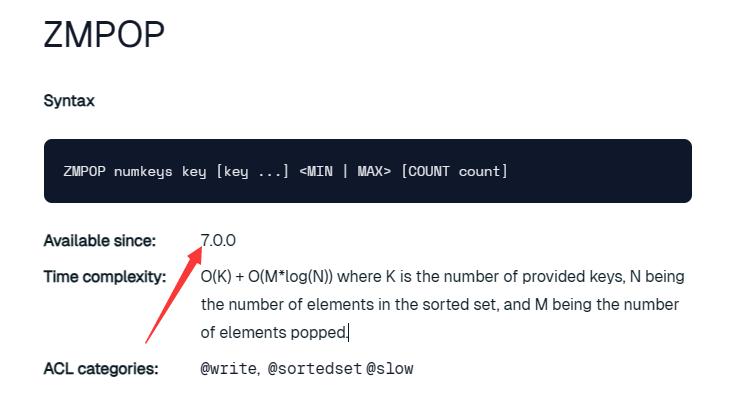 ZMPOP
Syntax
ZMPOP numkeys key [key ...] <MIN | MAX> [COUNT count]
Available since: 7.0.0
Time complexity: O(K) + O(M*log(N)) where K is the number of provided keys, N being
the number of elements in the sorted set, and M being the number
of elements popped.
ACL categories: @write, @sortedset @slow